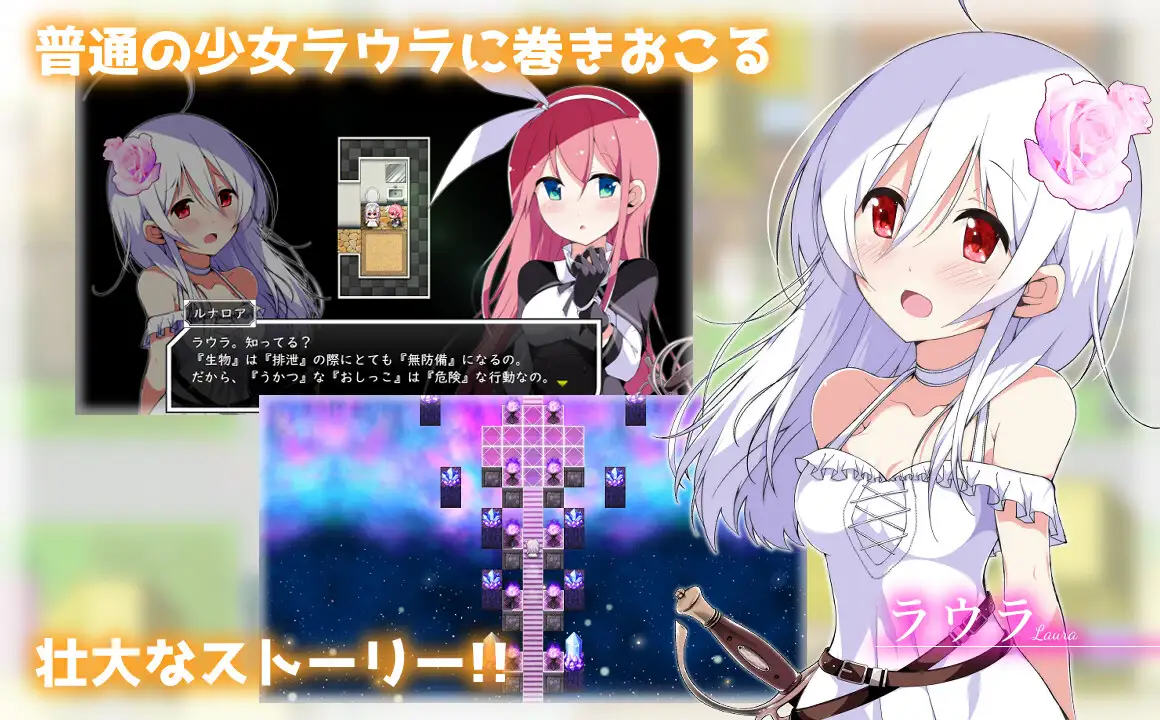 普通の少女ラウラに巻きおこる
ルナロア
ラウラ。知ってる？
『生物』は『排泄』の際にとても『無防備』になるの。
だから、『うかつ』な『おしっこ』は『危険』な行動なの。
ラウラ
Laura
壮大なストーリー!!